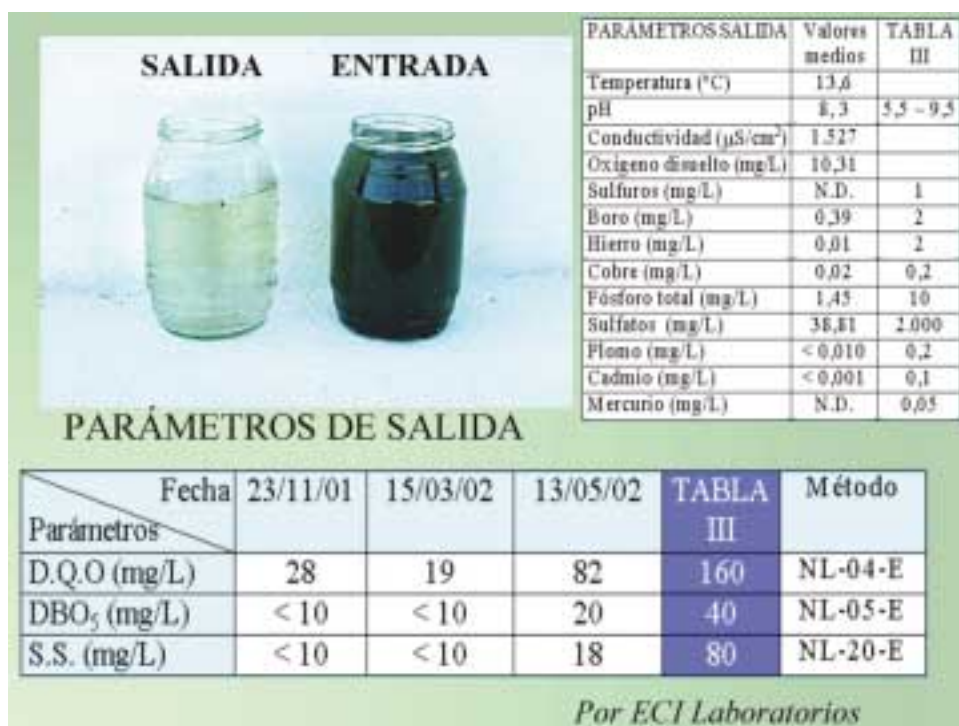 SALIDA ENTRADA
PARÁMETROS DE SALIDA
PARÁMETROS SALIDA Valores medios TABLA III
Temperatura (ºC) 13,6
pH 8,3 5,5 – 9,5
Conductividad (µS/cm²) 1.527
Oxígeno disuelto (mg/L) 10,31
Sulfuros (mg/L) N.D. 1
Boro (mg/L) 0,39 2
Hierro (mg/L) 0,01 2
Cobre (mg/L) 0,02 0,2
Fósforo total (mg/L) 1,45 10
Sulfatos (mg/L) 38,81 2.000
Plomo (mg/L) < 0,010 0,2
Cadmio (mg/L) < 0,001 0,1
Mercurio (mg/L) N.D. 0,05
Fecha 23/11/01 15/03/02 13/05/02 TABLA III Método
Parámetros
D.Q.O (mg/L) 28 19 82 160 NL-04-E
DBO₅ (mg/L) < 10 < 10 20 40 NL-05-E
S.S. (mg/L) < 10 < 10 18 80 NL-20-E
Por ECI Laboratorios